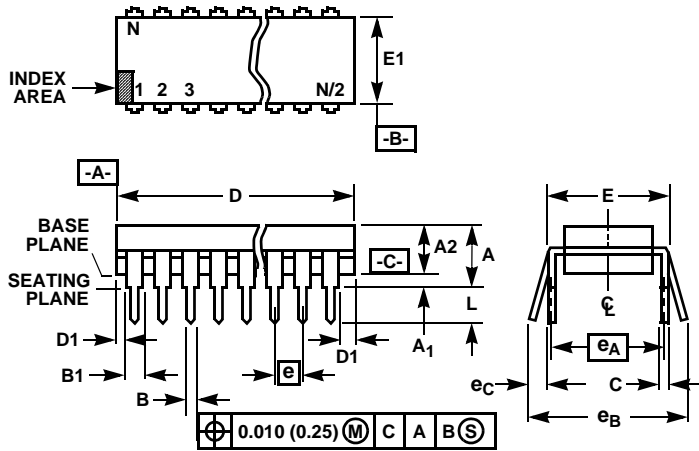 N
INDEX
AREA
1 2 3 N/2
E1
-B-
-A-
D
E
BASE
PLANE
A2
A
-C-
SEATING
PLANE
L
C
L
D1
A1
D1
B1
e
eA
B
eC
C
eB
0.010 (0.25) M C A B S